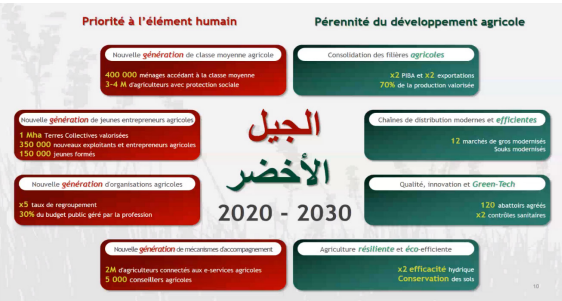 Priorité à l'élément humain
Nouvelle génération de classe moyenne agricole
400 000 ménages accédant à la classe moyenne
3-4 M d'agriculteurs avec protection sociale
Nouvelle génération de jeunes entrepreneurs agricoles
1 Mha Terres Collectives valorisées
350 000 nouveaux exploitants et entrepreneurs agricoles
150 000 jeunes formés
Nouvelle génération d'organisations agricoles
x5 taux de regroupement
30% du budget public géré par la profession
Nouvelle génération de mécanismes d'accompagnement
2M d'agriculteurs connectés aux e-services agricoles
5 000 conseillers agricoles
الجيل
الأخضر
2020 - 2030
Pérennité du développement agricole
Consolidation des filières agricoles
x2 PIBA et x2 exportations
70% de la production valorisée
Chaînes de distribution modernes et efficientes
12 marchés de gros modernisés
Souks modernisés
Qualité, innovation et Green-Tech
120 abattoirs agréés
x2 contrôles sanitaires
Agriculture résiliente et éco-efficiente
x2 efficacité hydrique
Conservation des sols
10